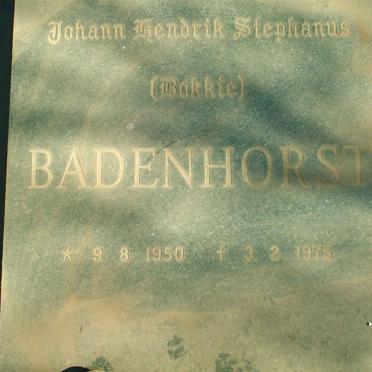 Johann Hendrik Stephanus
(Bokkie)
BADENHORST
* 9 8 1950 † 3 2 1975